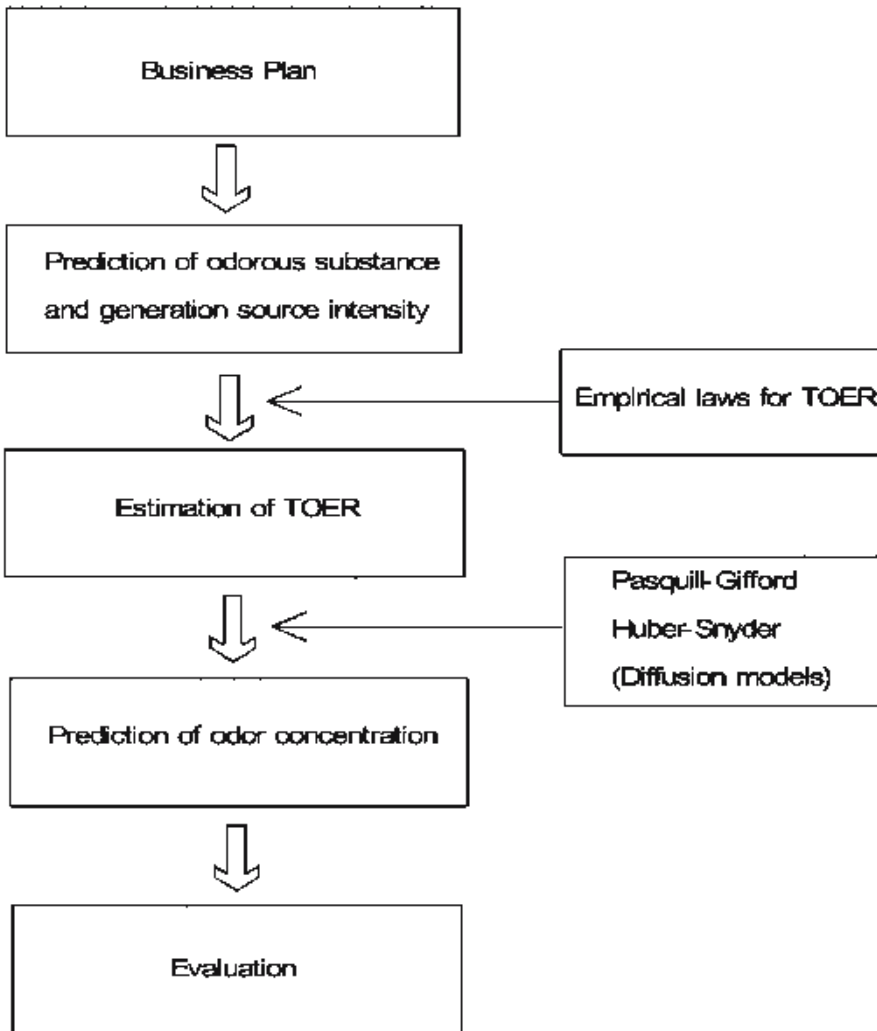 Business Plan
Prediction of odorous substance
and generation source intensity
Empirical laws for TOER
Estimation of TOER
Pasquill-Gifford
Huber-Snyder
(Diffusion models)
Prediction of odor concentration
Evaluation